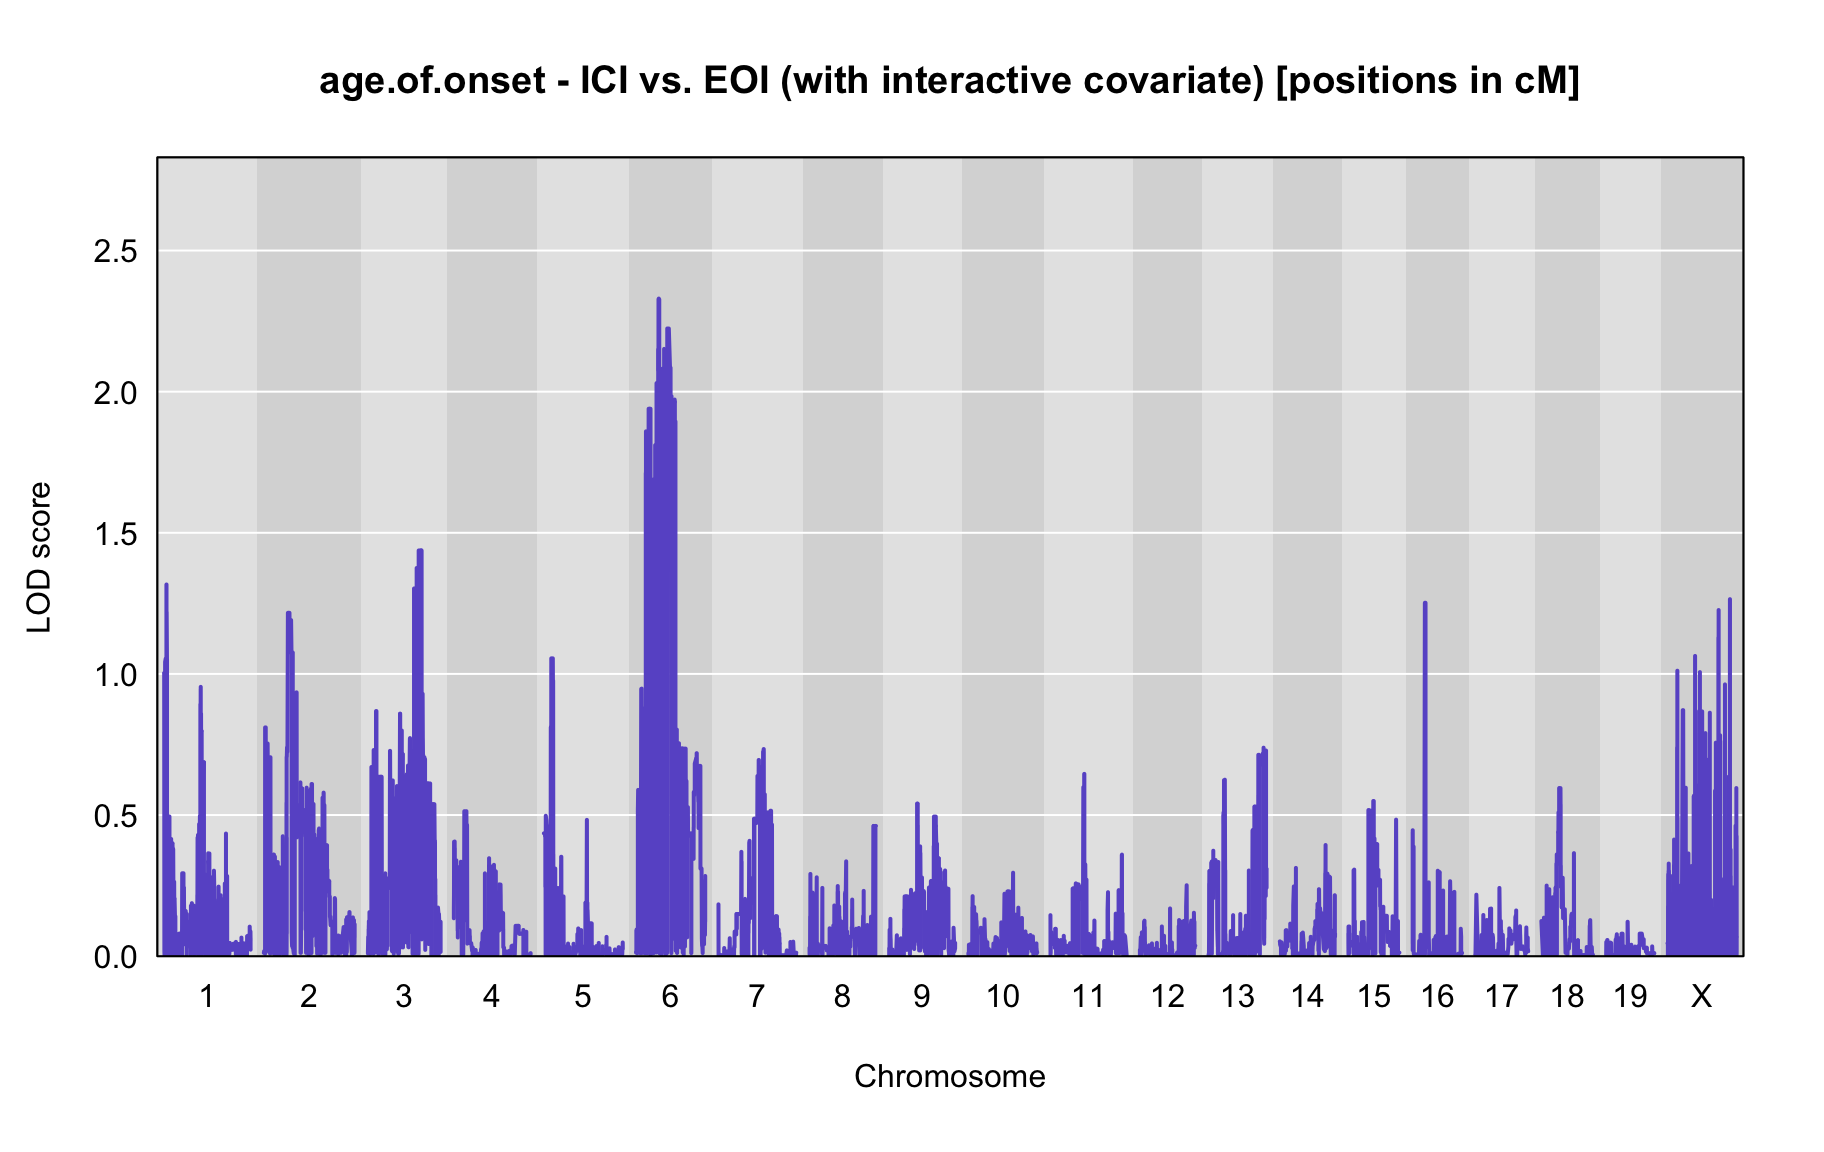 age.of.onset - ICI vs. EOI (with interactive covariate) [positions in cM]
2.5
2.0
1.5
1.0
0.5
0.0
LOD score
1 2 3 4 5 6 7 8 9 10 11 12 13 14 15 16 17 18 19 X
Chromosome